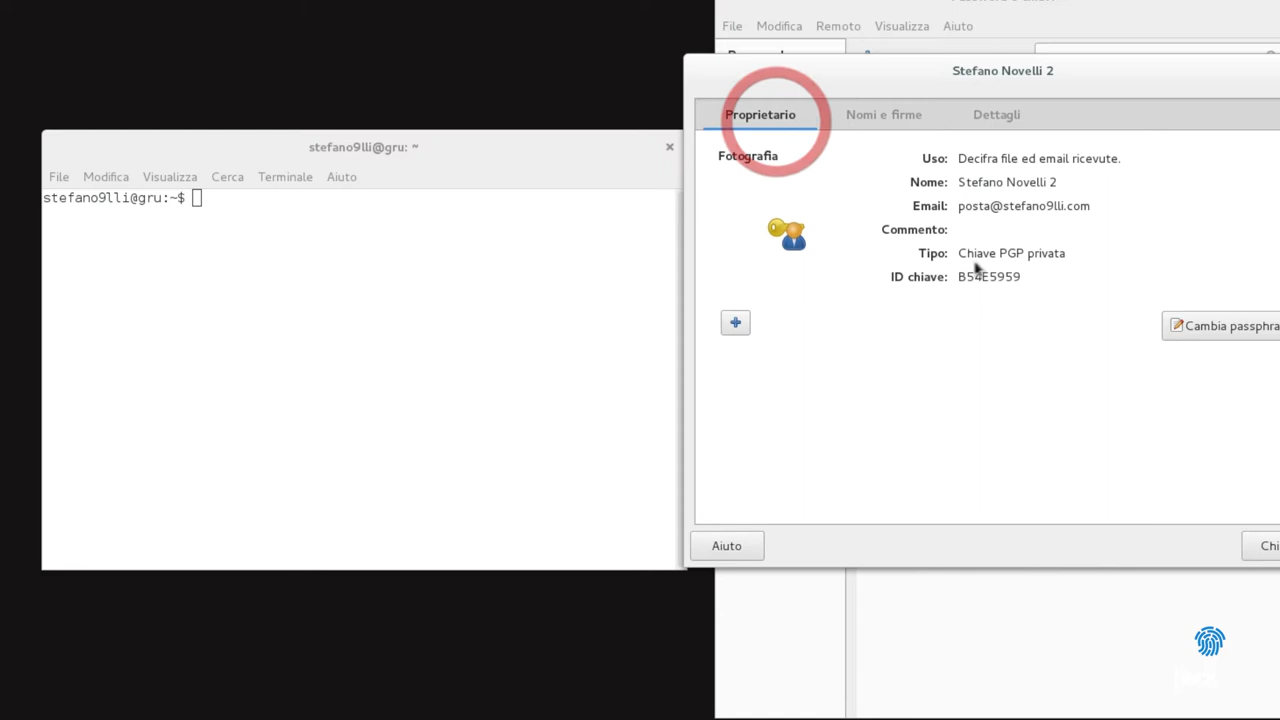 File Modifica Remoto Visualizza Aiuto
Stefano Novelli 2
Proprietario Nomi e firme Dettagli
Fotografia
Uso: Decifra file ed email ricevute.
Nome: Stefano Novelli 2
Email: posta@stefano9lli.com
Commento:
Tipo: Chiave PGP privata
ID chiave: B54E5959
Cambia passphra
Aiuto
Chi
stefano9lli@gru: ~
File Modifica Visualizza Cerca Terminale Aiuto
stefano9lli@gru:~$